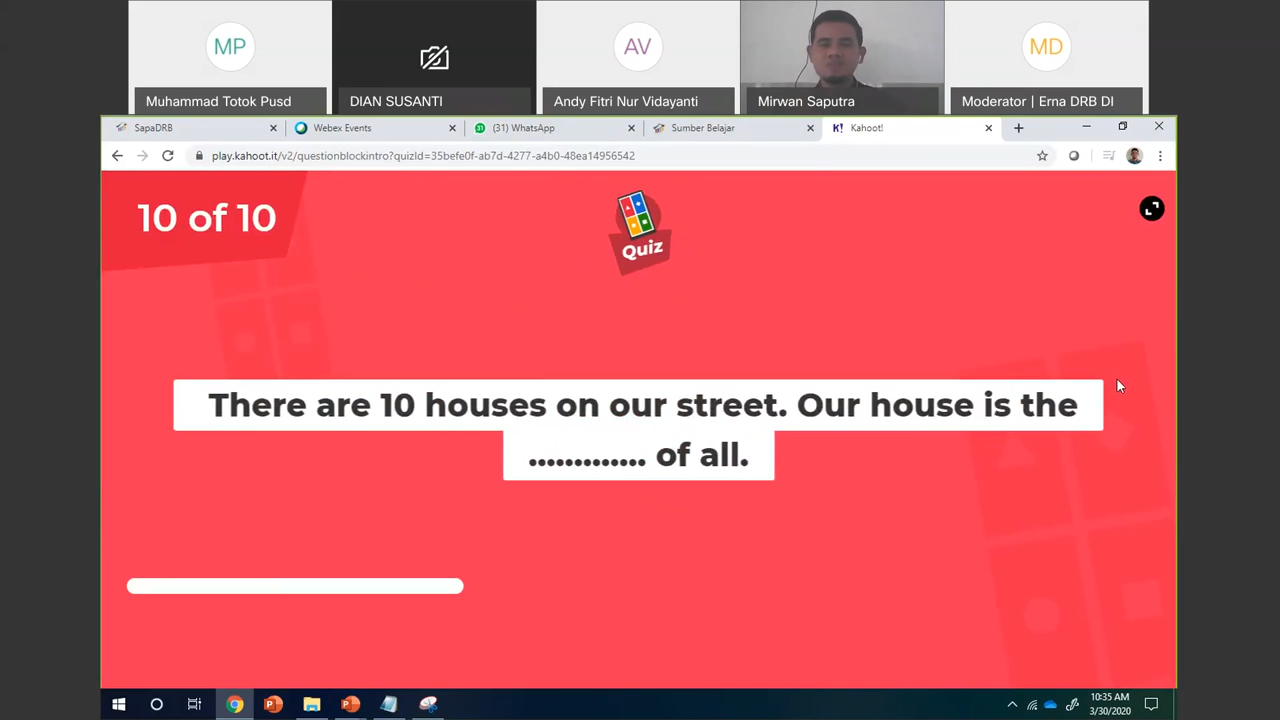 MP
AV
MD
Muhammad Totok Pusd
DIAN SUSANTI
Andy Fitri Nur Vidayanti
Mirwan Saputra
Moderator | Erna DRB DI
SapaDRB
Webex Events
(31) WhatsApp
Sumber Belajar
K! Kahoot!
play.kahoot.it/v2/questionblockintro?quizId=35befe0f-ab7d-4277-a4b0-48ea14956542
10 of 10
Quiz
There are 10 houses on our street. Our house is the
............. of all.
10:35 AM
3/30/2020